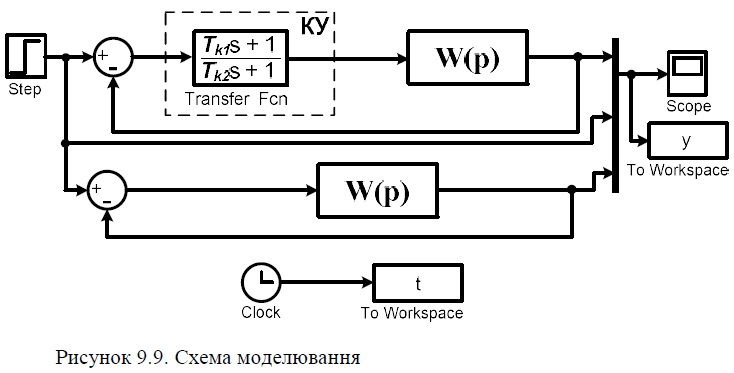 КУ
+
-
Tk1s + 1
Tk2s + 1
W(p)
Step
Transfer Fcn
Scope
y
To Workspace
+
-
W(p)
t
Clock
To Workspace
Рисунок 9.9. Схема моделювання